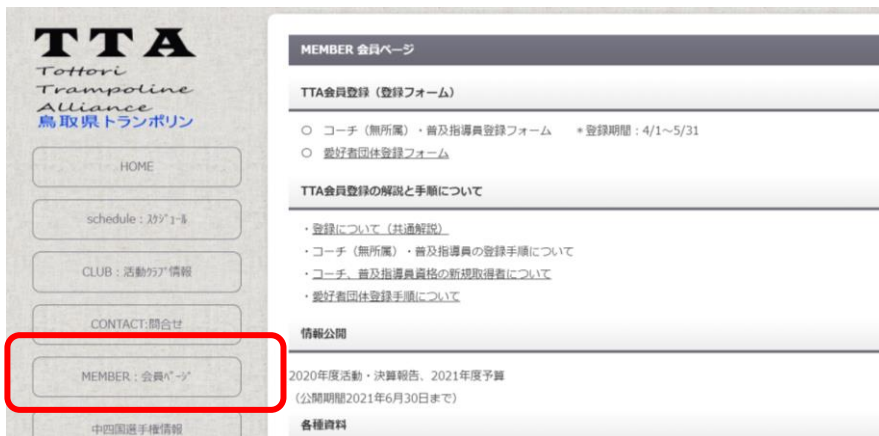 TTA
Tottori
Trampoline
Alliance
鳥取県トランポリン
HOME
schedule：ｽｹｼﾞｭｰﾙ
CLUB：活動ｸﾗﾌﾞ情報
CONTACT:問合せ
MEMBER：会員ﾍﾟｰｼﾞ
中四国選手権情報
MEMBER 会員ページ
TTA会員登録（登録フォーム）
○ コーチ（無所属）・普及指導員登録フォーム ＊登録期間：4/1～5/31
○ 愛好者団体登録フォーム
TTA会員登録の解説と手順について
・登録について（共通解説）
・コーチ（無所属）・普及指導員の登録手順について
・コーチ、普及指導員資格の新規取得者について
・愛好者団体登録手順について
情報公開
2020年度活動・決算報告、2021年度予算
（公開期間2021年6月30日まで）
各種資料